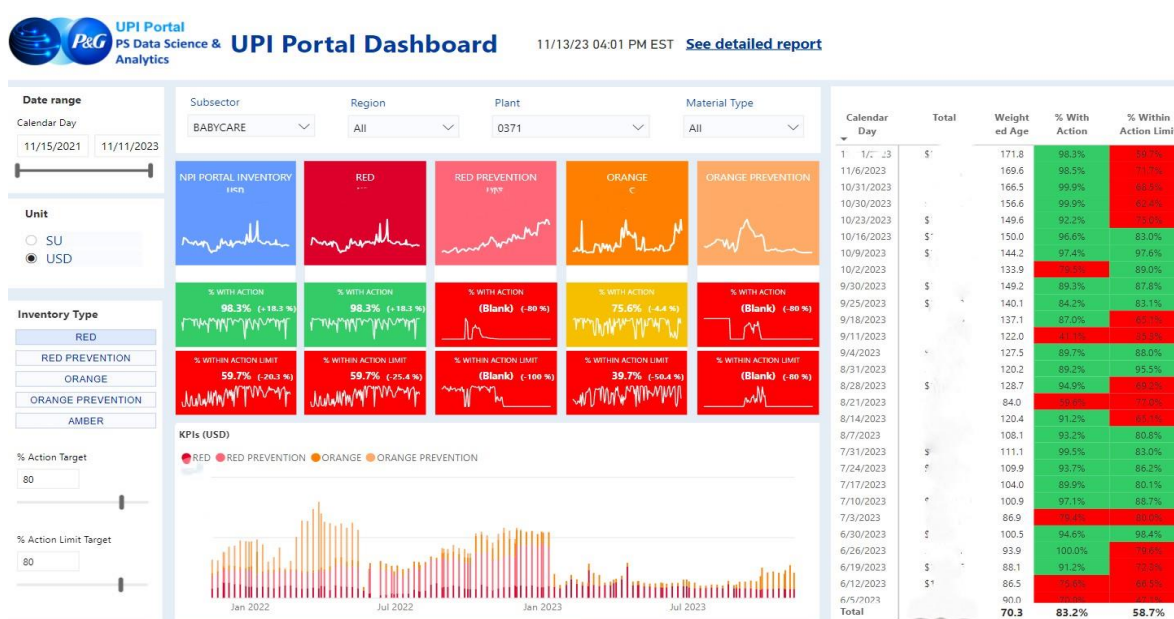 P&G
UPI Portal
PS Data Science &
Analytics
UPI Portal Dashboard
11/13/23 04:01 PM EST
See detailed report
Date range
Calendar Day
11/15/2021 11/11/2023
Unit
SU
USD
Inventory Type
RED
RED PREVENTION
ORANGE
ORANGE PREVENTION
AMBER
% Action Target
80
% Action Limit Target
80
Subsector Region Plant Material Type
BABYCARE All 0371 All
NPI PORTAL INVENTORY RED RED PREVENTION ORANGE ORANGE PREVENTION
% WITH ACTION % WITH ACTION % WITH ACTION % WITH ACTION % WITH ACTION
98.3% (+18.3 %) 98.3% (+18.3 %) (Blank) (-80 %) 75.6% (-4.4 %) (Blank) (-80 %)
% WITHIN ACTION LIMIT % WITHIN ACTION LIMIT % WITHIN ACTION LIMIT % WITHIN ACTION LIMIT % WITHIN ACTION LIMIT
59.7% (-20.3 %) 59.7% (-25.4 %) (Blank) (-100 %) 39.7% (-50.4 %) (Blank) (-80 %)
KPIs (USD)
RED RED PREVENTION ORANGE ORANGE PREVENTION
Jan 2022 Jul 2022 Jan 2023 Jul 2023
Calendar Total Weight % With % Within
Day ed Age Action Action Limi
$ 171.8 98.3% 59.7%
11/6/2023 169.6 98.5% 71.7%
10/31/2023 166.5 99.9%
10/30/2023 156.6 99.9% 62.4%
10/23/2023 $ 149.6 92.2% 75.0%
10/16/2023 $ 150.0 96.6% 83.0%
10/9/2023 $ 144.2 97.4% 97.6%
10/2/2023 133.9 79.5% 89.0%
9/30/2023 $ 149.2 89.3% 87.8%
9/25/2023 $ 140.1 84.2% 83.1%
9/18/2023 137.1 87.0%
9/11/2023 122.0
9/4/2023 127.5 89.7% 88.0%
8/31/2023 120.2 89.2% 95.5%
8/28/2023 $ 128.7 94.9% 69.2%
8/21/2023 84.0 59.6%
8/14/2023 120.4 91.2%
8/7/2023 108.1 93.2% 80.8%
7/31/2023 $ 111.1 99.5% 83.0%
7/24/2023 109.9 93.7% 86.2%
7/17/2023 104.0 89.9% 80.1%
7/10/2023 100.9 97.1% 88.7%
7/3/2023 86.9 79.4%
6/30/2023 100.5 94.6% 98.4%
6/26/2023 93.9 100.0% 79.6%
6/19/2023 $ 88.1 91.2%
6/12/2023 $ 86.5 66.5%
6/5/2023 90.0
Total 70.3 83.2% 58.7%